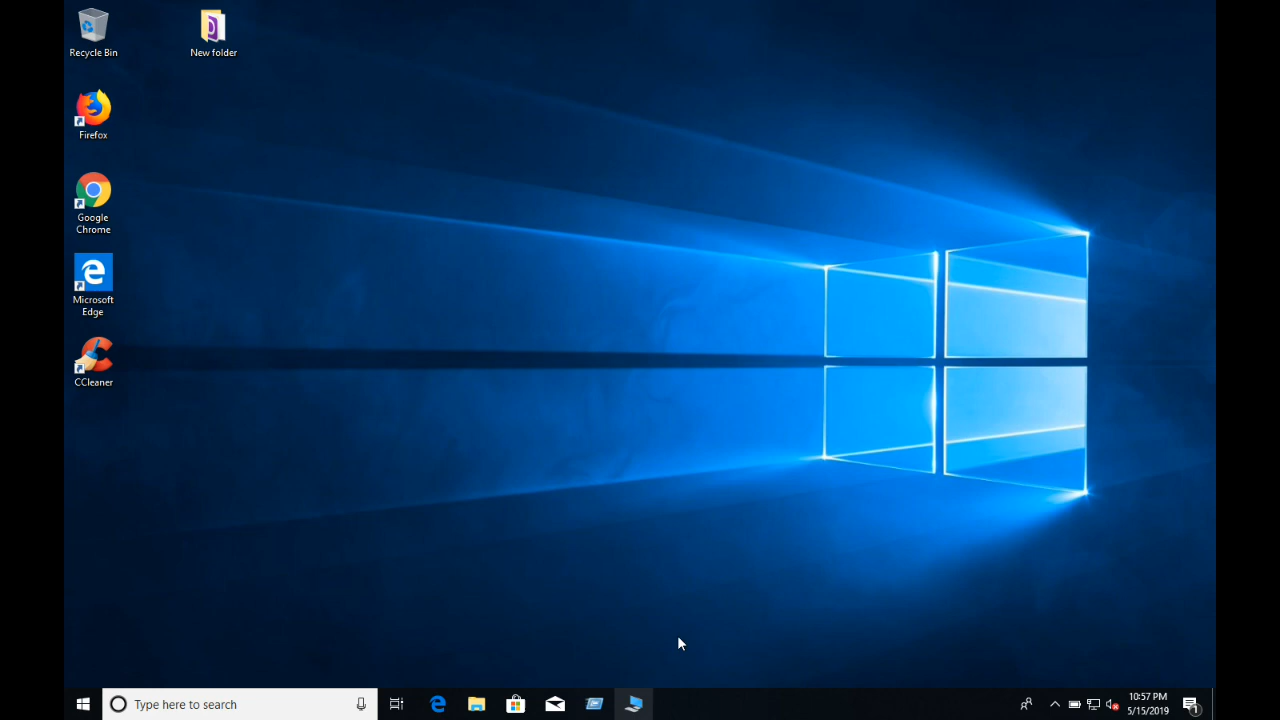 Recycle Bin
New folder
Firefox
Google
Chrome
Microsoft
Edge
CCleaner
Type here to search
10:57 PM
5/15/2019
1